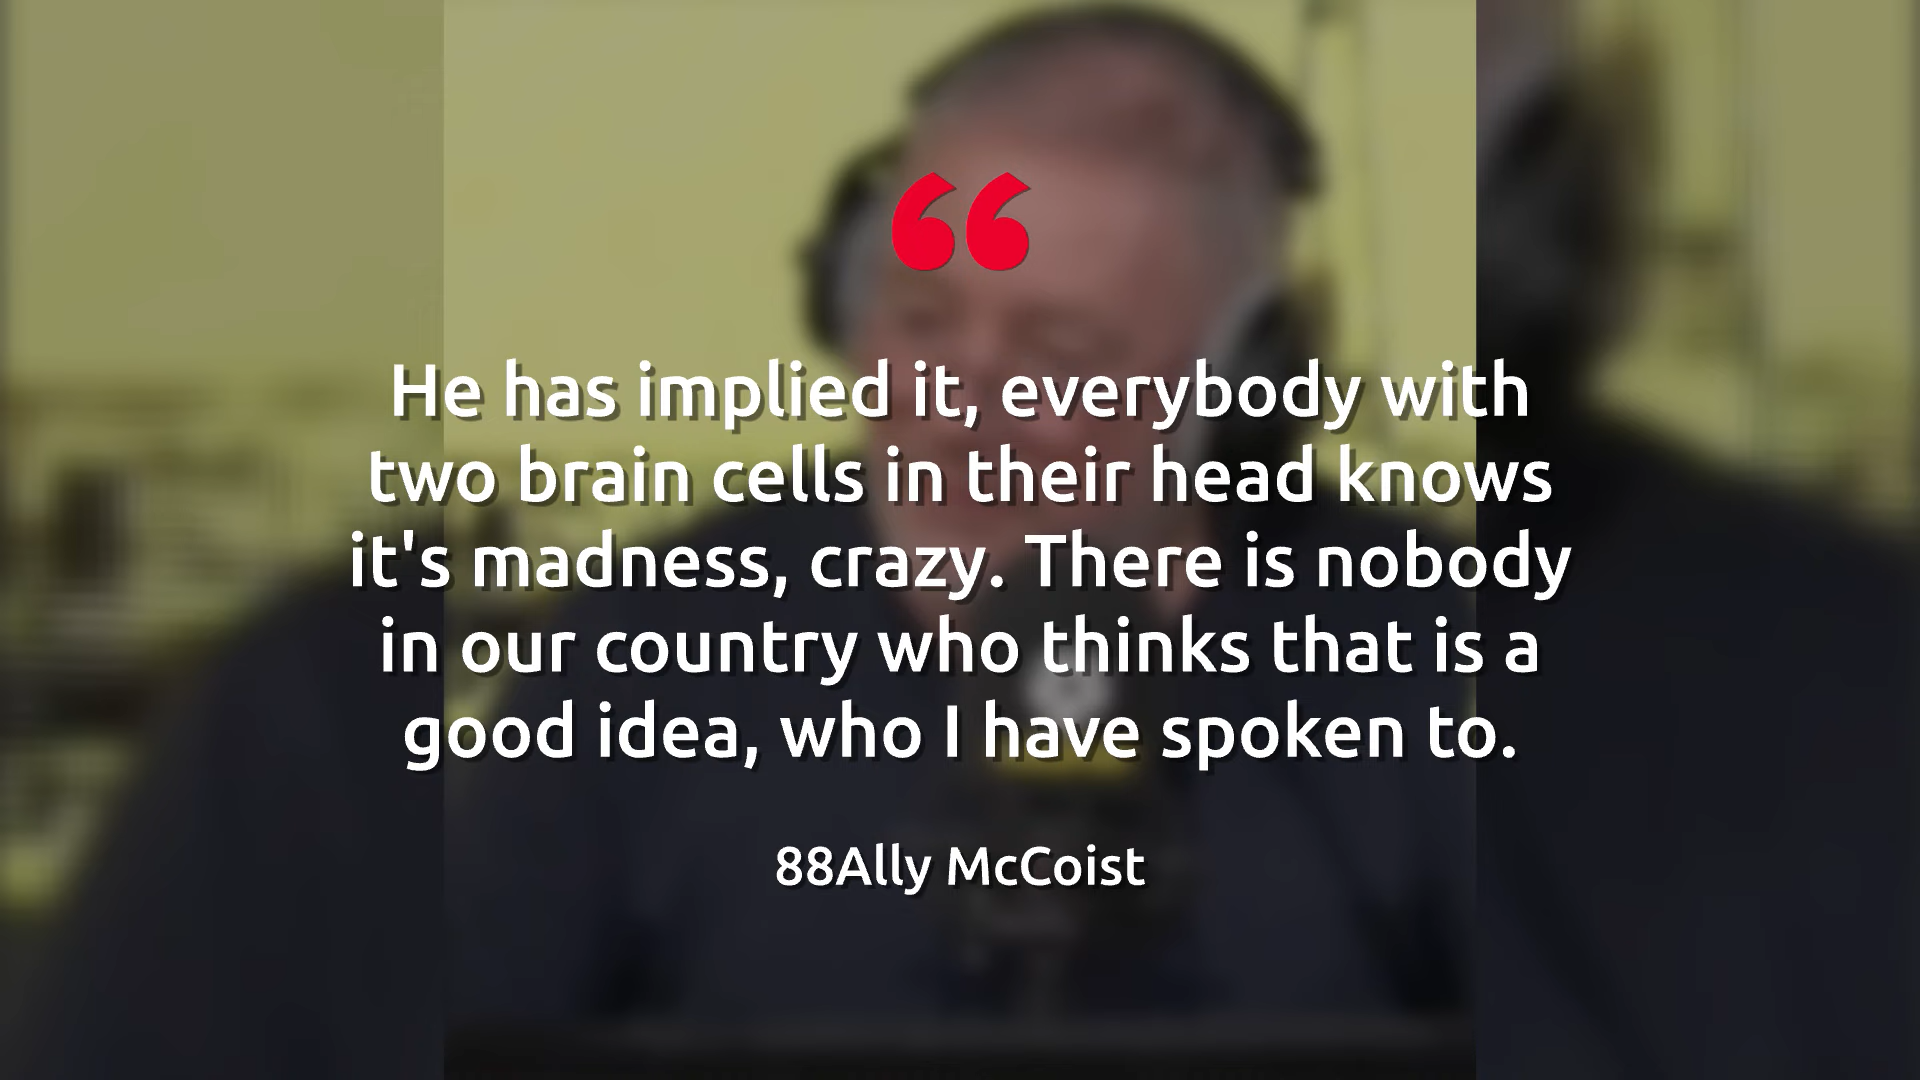 “
He has implied it, everybody with
two brain cells in their head knows
it's madness, crazy. There is nobody
in our country who thinks that is a
good idea, who I have spoken to.
88Ally McCoist